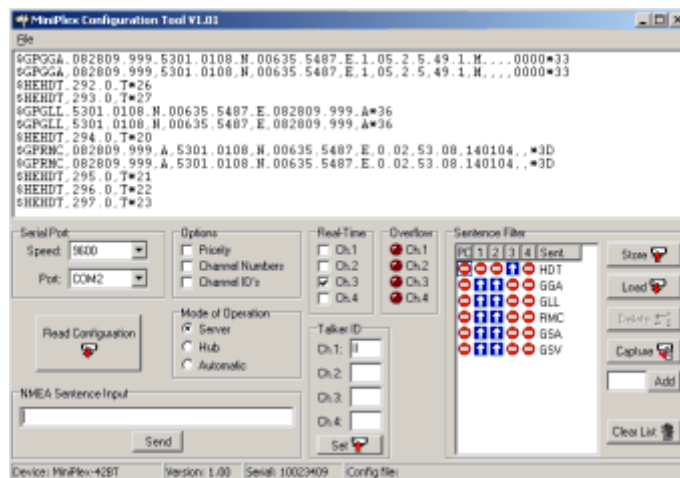 MiniPlex Configuration Tool V1.01
File
$GPGGA,082809.999,5301.0108,N,00635.5487,E,1,05,2.5,49.1,M,,,,0000*33
$GPGGA,082809.999,5301.0108,N,00635.5487,E,1,05,2.5,49.1,M,,,,0000*33
$HEHDT,292.0,T*26
$HEHDT,293.0,T*27
$GPGLL,5301.0108,N,00635.5487,E,082809.999,A*36
$GPGLL,5301.0108,N,00635.5487,E,082809.999,A*36
$HEHDT,294.0,T*20
$GPRMC,082809.999,A,5301.0108,N,00635.5487,E,0.02,53.08,140104,,*3D
$GPRMC,082809.999,A,5301.0108,N,00635.5487,E,0.02,53.08,140104,,*3D
$HEHDT,295.0,T*21
$HEHDT,296.0,T*22
$HEHDT,297.0,T*23
Serial Port
Speed: 9600
Port: COM2
Read Configuration
Options
Priority
Channel Numbers
Channel ID's
Mode of Operation
Server
Hub
Automatic
Real-Time
Ch.1
Ch.2
Ch.3
Ch.4
Overflow
Ch.1
Ch.2
Ch.3
Ch.4
Talker ID
Ch.1:
Ch.2:
Ch.3:
Ch.4:
Set
Sentence Filter
PC 1 2 3 4 Sent.
HDT
GGA
GLL
RMC
GSA
GSV
Store
Load
Delete
Capture
Add
Clear List
NMEA Sentence Input
Send
Device: MiniPlex-42BT
Version: 1.00
Serial: 10023409
Config file: